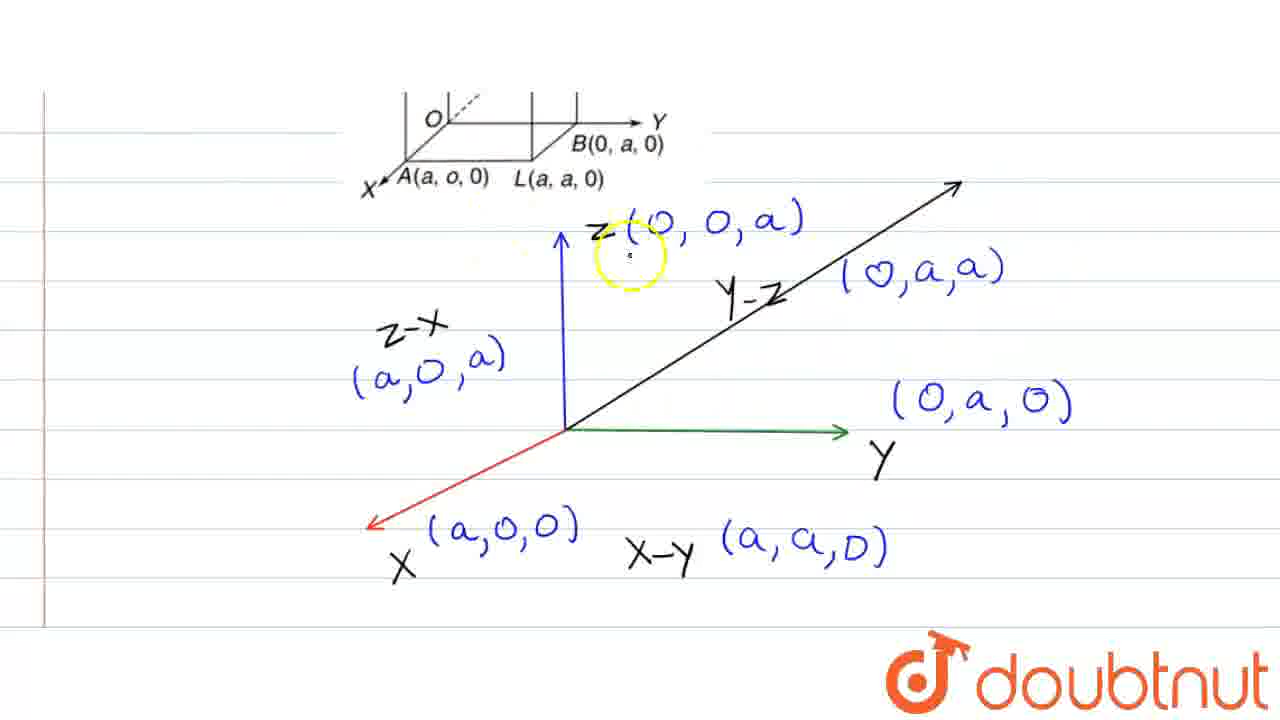 O
Y
B(0, a, 0)
X
A(a, o, 0) L(a, a, 0)
z (0, 0, a)
(0, a, a)
y-z
z-x
(a, 0, a)
(0, a, 0)
y
(a, 0, 0)
x
x-y (a, a, 0)
doubtnut